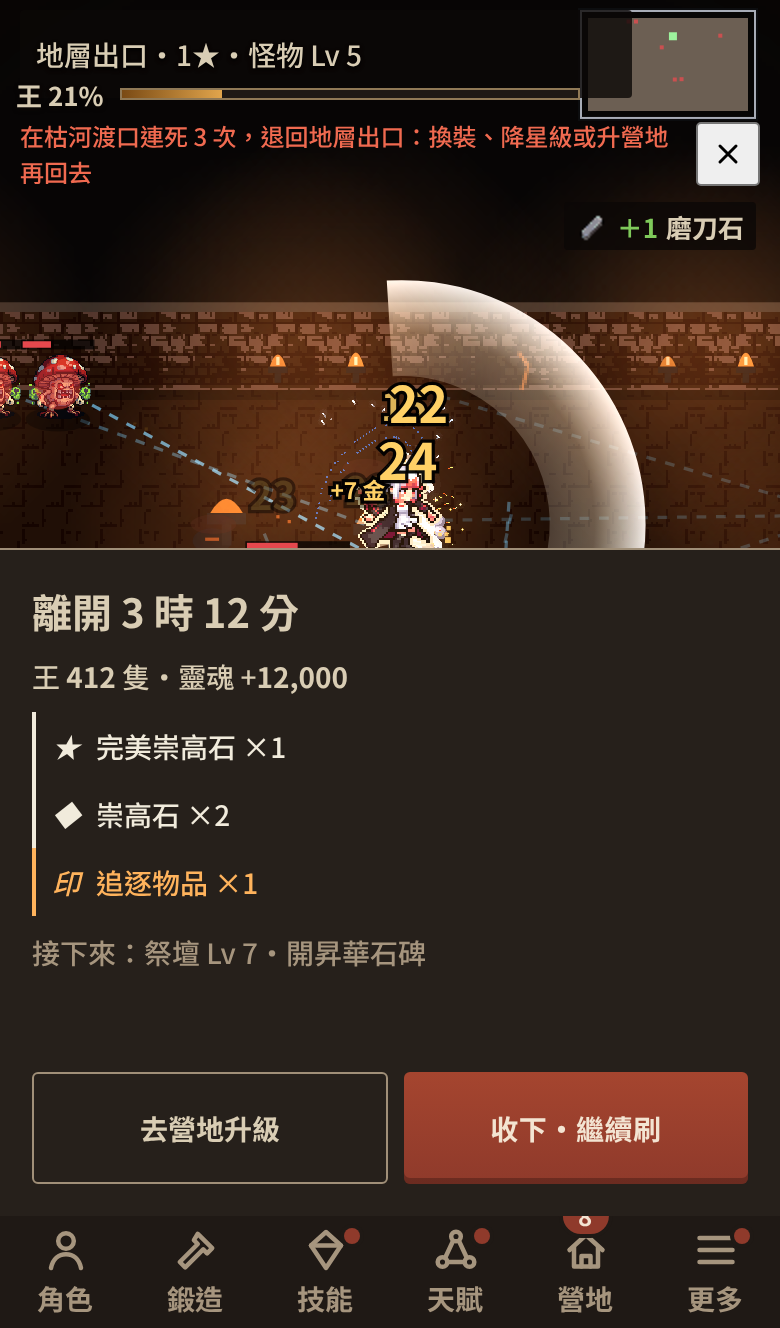 地層出口・1★・怪物 Lv 5
王 21%
在枯河渡口連死 3 次，退回地層出口：換裝、降星級或升營地
再回去
＋1 磨刀石
22
24
23
+7 金
離開 3 時 12 分
王 412 隻・靈魂 +12,000
★ 完美崇高石 ×1
◆ 崇高石 ×2
印 追逐物品 ×1
接下來：祭壇 Lv 7・開昇華石碑
去營地升級
收下・繼續刷
角色
鍛造
技能
天賦
營地
更多